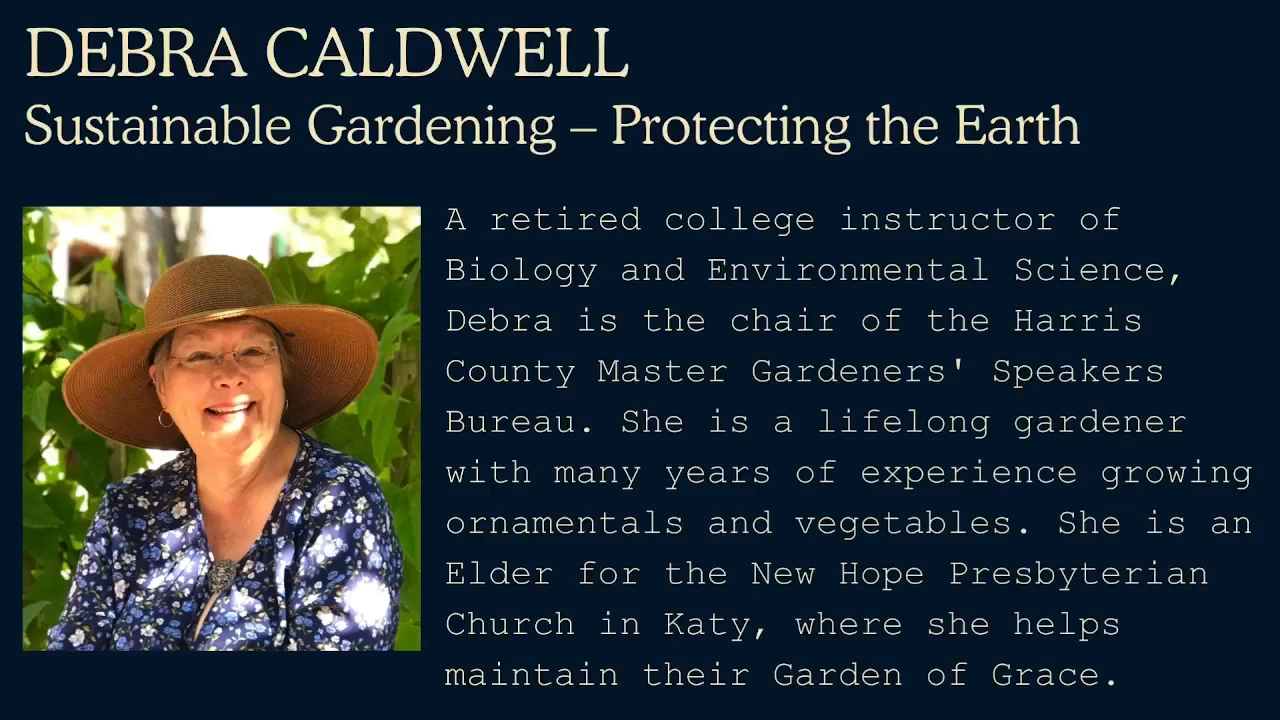 DEBRA CALDWELL
Sustainable Gardening – Protecting the Earth
A retired college instructor of
Biology and Environmental Science,
Debra is the chair of the Harris
County Master Gardeners' Speakers
Bureau. She is a lifelong gardener
with many years of experience growing
ornamentals and vegetables. She is an
Elder for the New Hope Presbyterian
Church in Katy, where she helps
maintain their Garden of Grace.